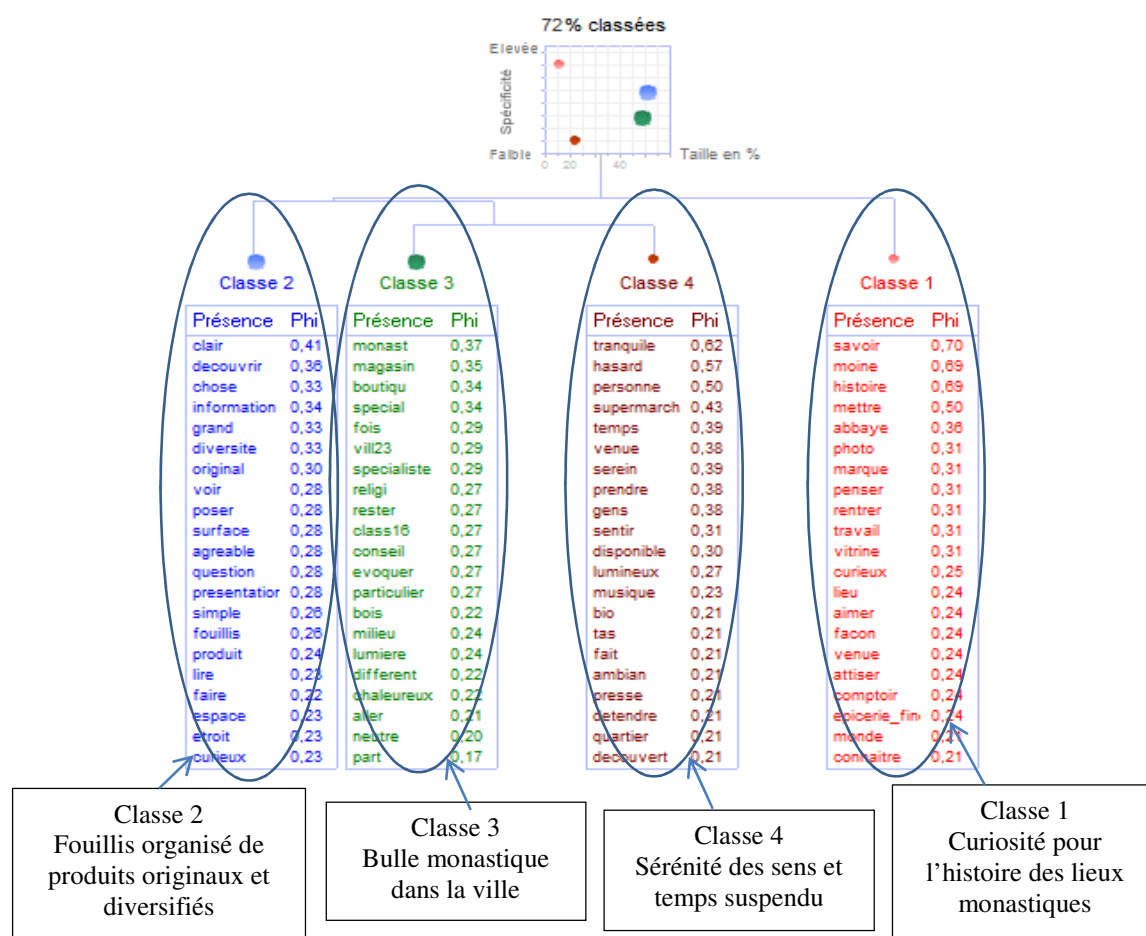 72% classées
Elevée
Spécificité
Faible
0 20 40
Taille en %
Classe 2
Présence Phi
clair 0,41
decouvrir 0,36
chose 0,33
information 0,34
grand 0,33
diversite 0,33
original 0,30
voir 0,28
poser 0,28
surface 0,28
agreable 0,28
question 0,28
presentation 0,28
simple 0,26
fouillis 0,26
produit 0,24
lire 0,23
faire 0,22
espace 0,23
etroit 0,23
curieux 0,23
Classe 3
Présence Phi
monast 0,37
magasin 0,35
boutiqu 0,34
special 0,34
fois 0,29
vill23 0,29
specialiste 0,29
religi 0,27
rester 0,27
class16 0,27
conseil 0,27
evoquer 0,27
particulier 0,27
bois 0,22
milieu 0,24
lumiere 0,24
different 0,22
chaleureux 0,22
aller 0,21
neutre 0,20
part 0,17
Classe 4
Présence Phi
tranquile 0,62
hasard 0,57
personne 0,50
supermarch 0,43
temps 0,39
venue 0,38
serein 0,39
prendre 0,38
gens 0,38
sentir 0,31
disponible 0,30
lumineux 0,27
musique 0,23
bio 0,21
tas 0,21
fait 0,21
ambian 0,21
presse 0,21
detendre 0,21
quartier 0,21
decouvert 0,21
Classe 1
Présence Phi
savoir 0,70
moine 0,69
histoire 0,69
mettre 0,50
abbaye 0,36
photo 0,31
marque 0,31
penser 0,31
rentrer 0,31
travail 0,31
vitrine 0,31
curieux 0,25
lieu 0,24
aimer 0,24
facon 0,24
venue 0,24
attiser 0,24
comptoir 0,24
epicerie_fin 0,24
monde 0,21
connaitre 0,21
Classe 2
Fouillis organisé de
produits originaux et
diversifiés
Classe 3
Bulle monastique
dans la ville
Classe 4
Sérénité des sens et
temps suspendu
Classe 1
Curiosité pour
l’histoire des lieux
monastiques